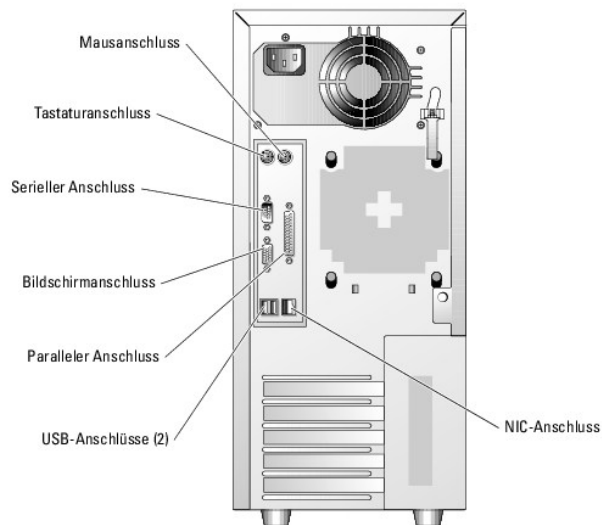 Mausanschluss
Tastaturanschluss
Serieller Anschluss
Bildschirmanschluss
Paralleler Anschluss
USB-Anschlüsse (2)
NIC-Anschluss